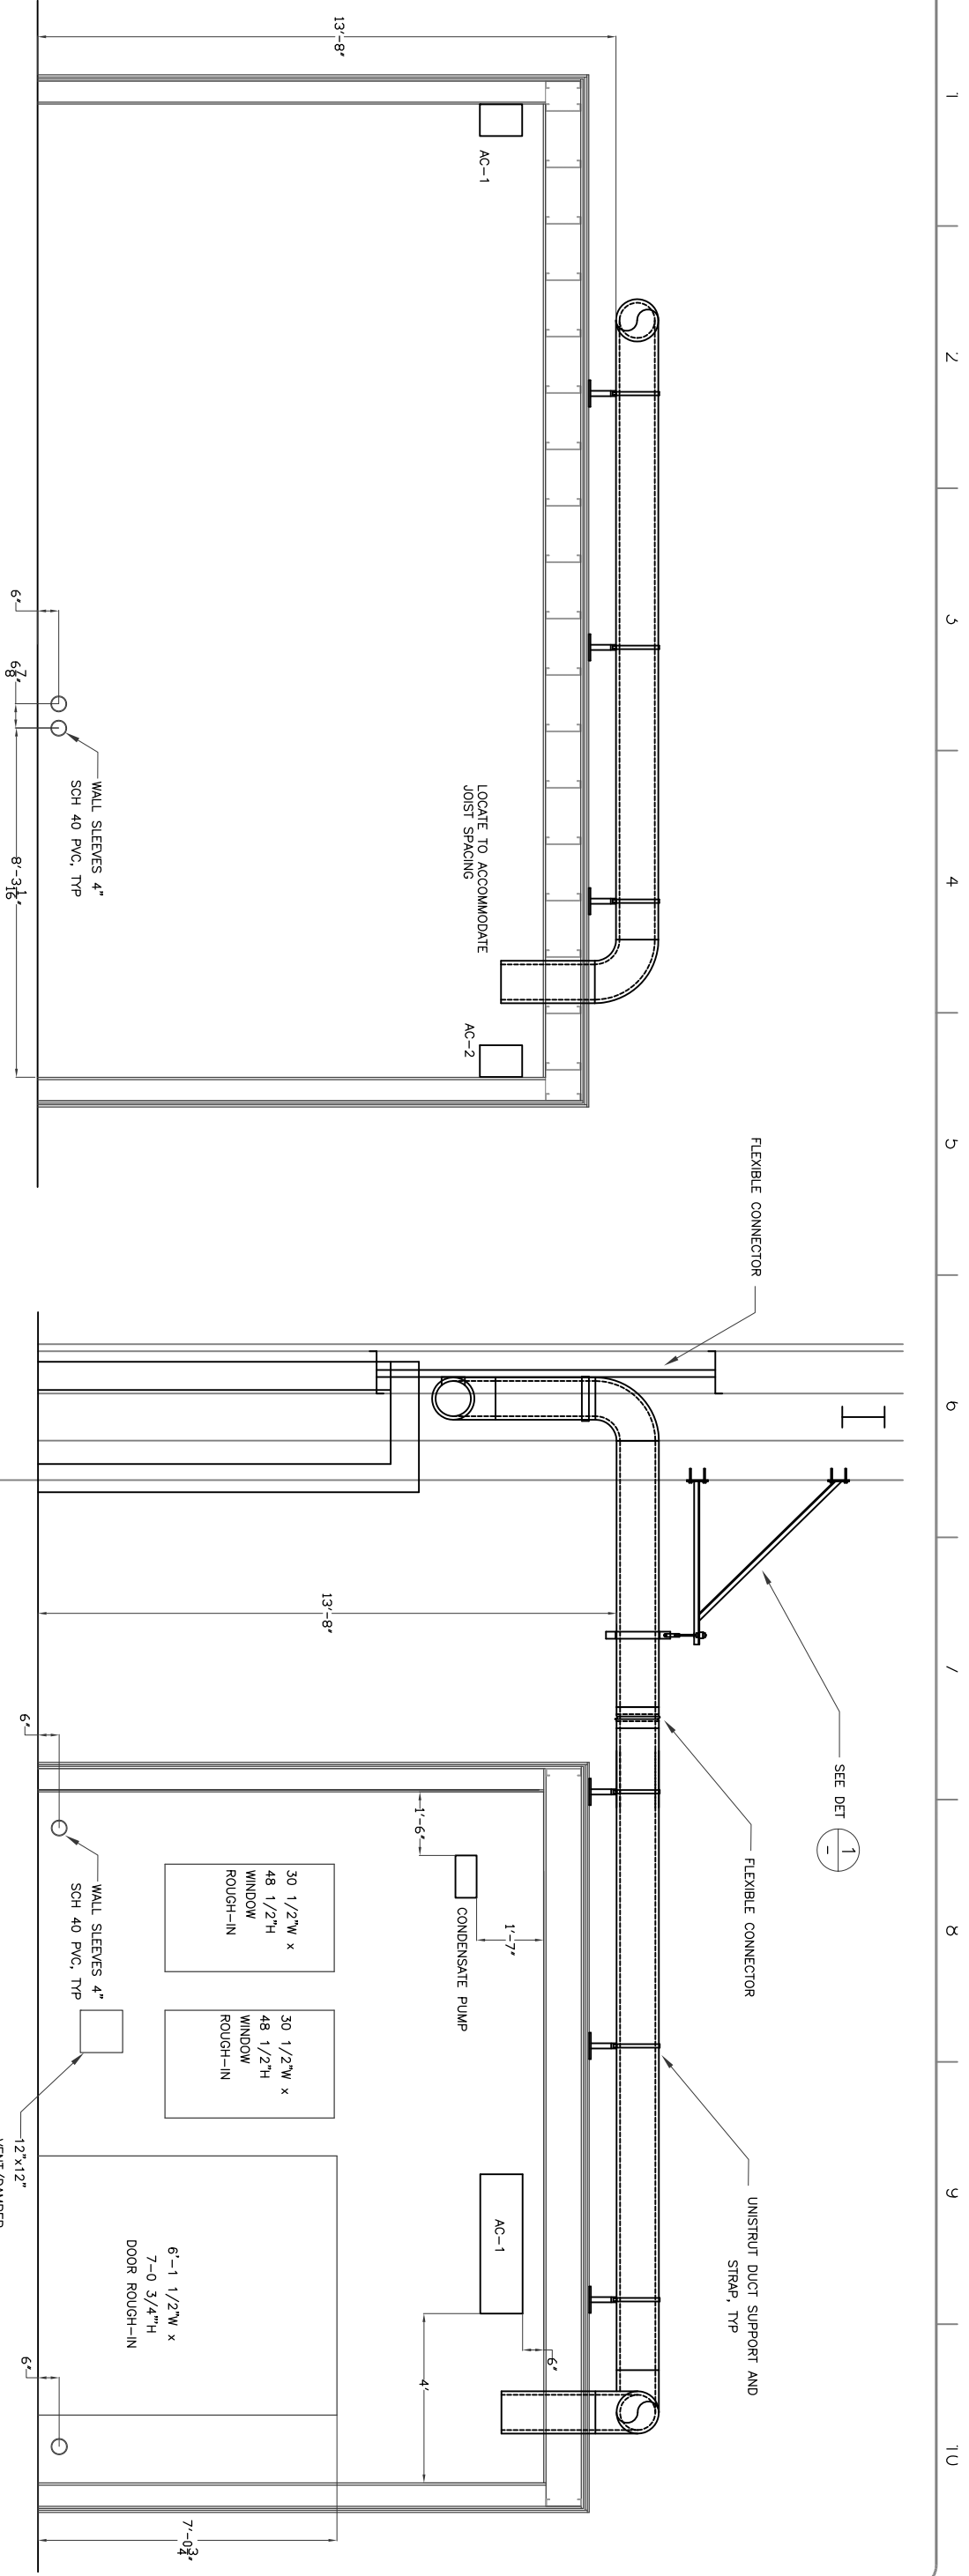 1
2
3
4
5
6
7
8
9
10
13'-8"
AC-1
LOCATE TO ACCOMMODATE
JOIST SPACING
AC-2
6"
6 7/8"
8'-3 1/16"
WALL SLEEVES 4"
SCH 40 PVC, TYP
FLEXIBLE CONNECTOR
SEE DET
1
-
FLEXIBLE CONNECTOR
UNISTRUT DUCT SUPPORT AND
STRAP, TYP
13'-8"
1'-6"
1'-7"
CONDENSATE PUMP
AC-1
6"
4'
30 1/2"W x
48 1/2"H
WINDOW
ROUGH-IN
30 1/2"W x
48 1/2"H
WINDOW
ROUGH-IN
6'-1 1/2"W x
7-0 3/4"'H
DOOR ROUGH-IN
6"
WALL SLEEVES 4"
SCH 40 PVC, TYP
12"x12"
6"
7'-0 3/4"